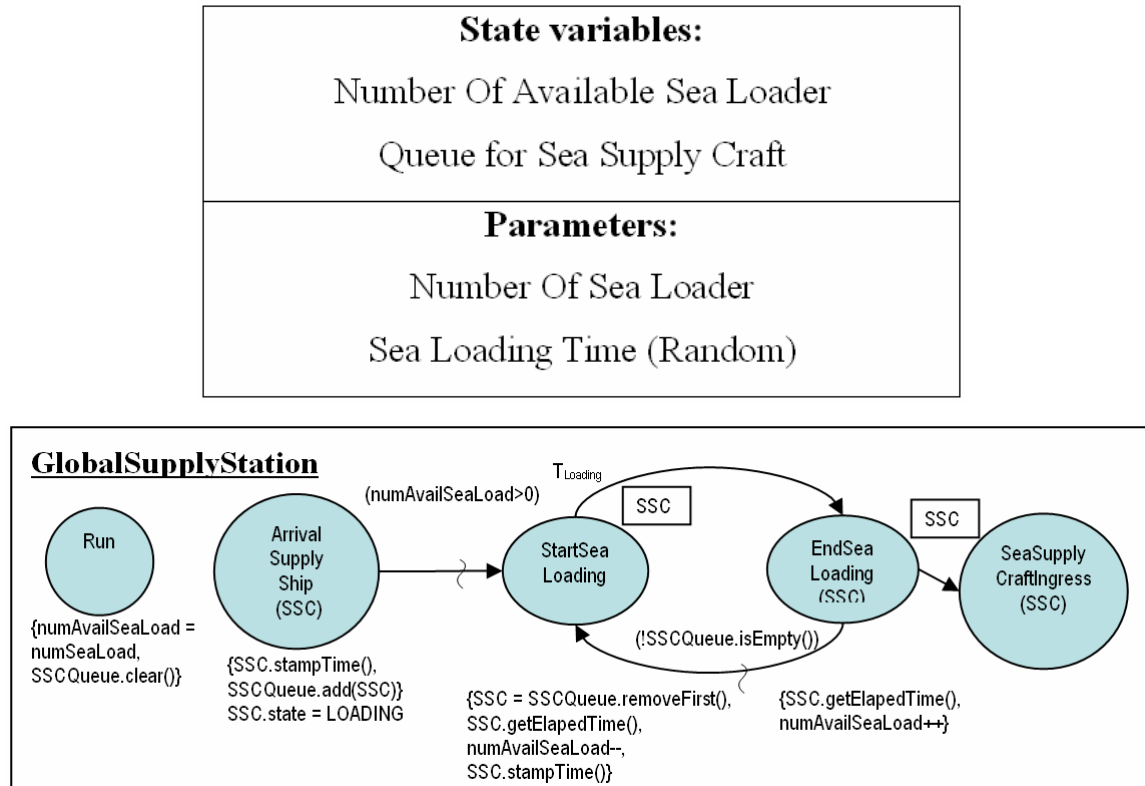 State variables:
Number Of Available Sea Loader
Queue for Sea Supply Craft
Parameters:
Number Of Sea Loader
Sea Loading Time (Random)
GlobalSupplyStation
Run
{numAvailSeaLoad =
numSeaLoad,
SSCQueue.clear()}
Arrival
Supply
Ship
(SSC)
{SSC.stampTime(),
SSCQueue.add(SSC)}
SSC.state = LOADING
(numAvailSeaLoad>0)
StartSea
Loading
{SSC = SSCQueue.removeFirst(),
SSC.getElapedTime(),
numAvailSeaLoad--,
SSC.stampTime()}
TLoading
SSC
EndSea
Loading
(SSC)
(!SSCQueue.isEmpty())
{SSC.getElapedTime(),
numAvailSeaLoad++}
SSC
SeaSupply
CraftIngress
(SSC)